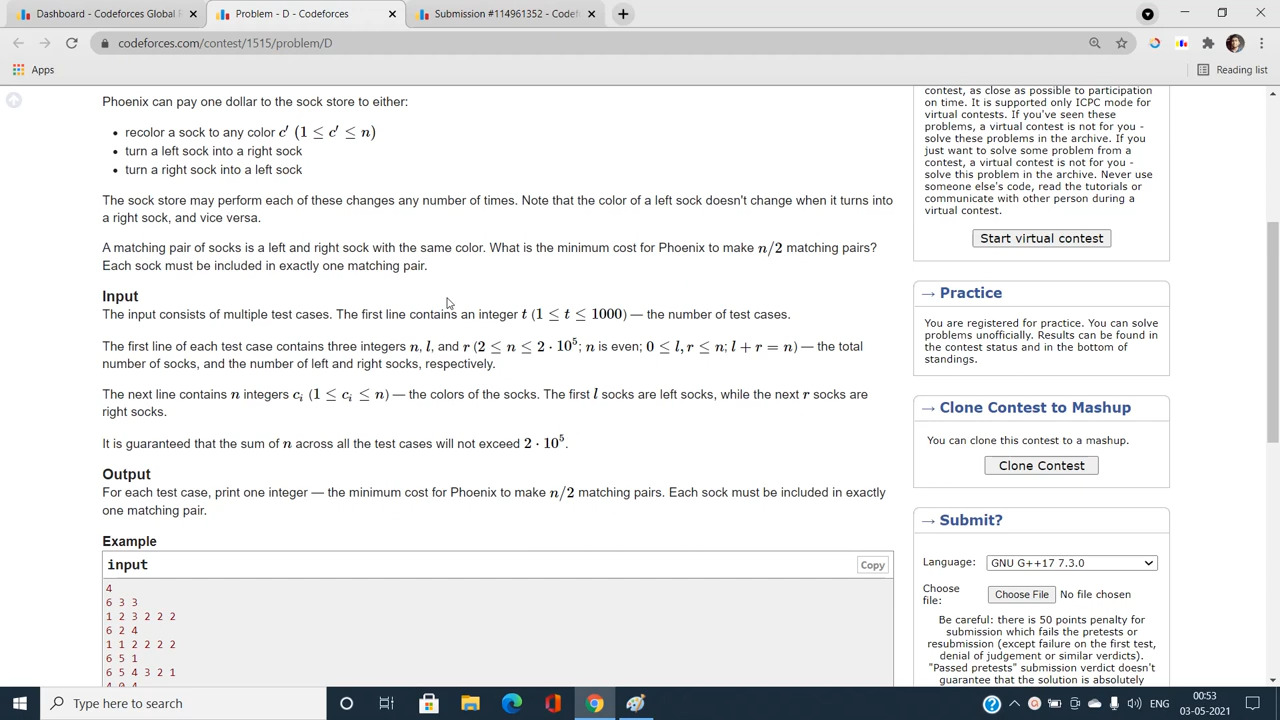 Dashboard - Codeforces Global R
Problem - D - Codeforces
Submission #114961352 - Codef
codeforces.com/contest/1515/problem/D
Apps
Reading list
Phoenix can pay one dollar to the sock store to either:
• recolor a sock to any color c′ (1 ≤ c′ ≤ n)
• turn a left sock into a right sock
• turn a right sock into a left sock
The sock store may perform each of these changes any number of times. Note that the color of a left sock doesn't change when it turns into
a right sock, and vice versa.
A matching pair of socks is a left and right sock with the same color. What is the minimum cost for Phoenix to make n/2 matching pairs?
Each sock must be included in exactly one matching pair.
Input
The input consists of multiple test cases. The first line contains an integer t (1 ≤ t ≤ 1000) — the number of test cases.
The first line of each test case contains three integers n, l, and r (2 ≤ n ≤ 2 · 10⁵; n is even; 0 ≤ l, r ≤ n; l + r = n) — the total
number of socks, and the number of left and right socks, respectively.
The next line contains n integers cᵢ (1 ≤ cᵢ ≤ n) — the colors of the socks. The first l socks are left socks, while the next r socks are
right socks.
It is guaranteed that the sum of n across all the test cases will not exceed 2 · 10⁵.
Output
For each test case, print one integer — the minimum cost for Phoenix to make n/2 matching pairs. Each sock must be included in exactly
one matching pair.
Example
input
Copy
4
6 3 3
1 2 3 2 2 2
6 2 4
1 1 2 2 2 2
6 5 1
6 5 4 3 2 1
4 0 4
contest, as close as possible to participation
on time. It is supported only ICPC mode for
virtual contests. If you've seen these
problems, a virtual contest is not for you -
solve these problems in the archive. If you
just want to solve some problem from a
contest, a virtual contest is not for you -
solve this problem in the archive. Never use
someone else's code, read the tutorials or
communicate with other person during a
virtual contest.
Start virtual contest
→ Practice
You are registered for practice. You can solve
problems unofficially. Results can be found in
the contest status and in the bottom of
standings.
→ Clone Contest to Mashup
You can clone this contest to a mashup.
Clone Contest
→ Submit?
Language:
GNU G++17 7.3.0
Choose
file:
Choose File No file chosen
Be careful: there is 50 points penalty for
submission which fails the pretests or
resubmission (except failure on the first test,
denial of judgement or similar verdicts).
"Passed pretests" submission verdict doesn't
guarantee that the solution is absolutely
Type here to search
ENG
00:53
03-05-2021